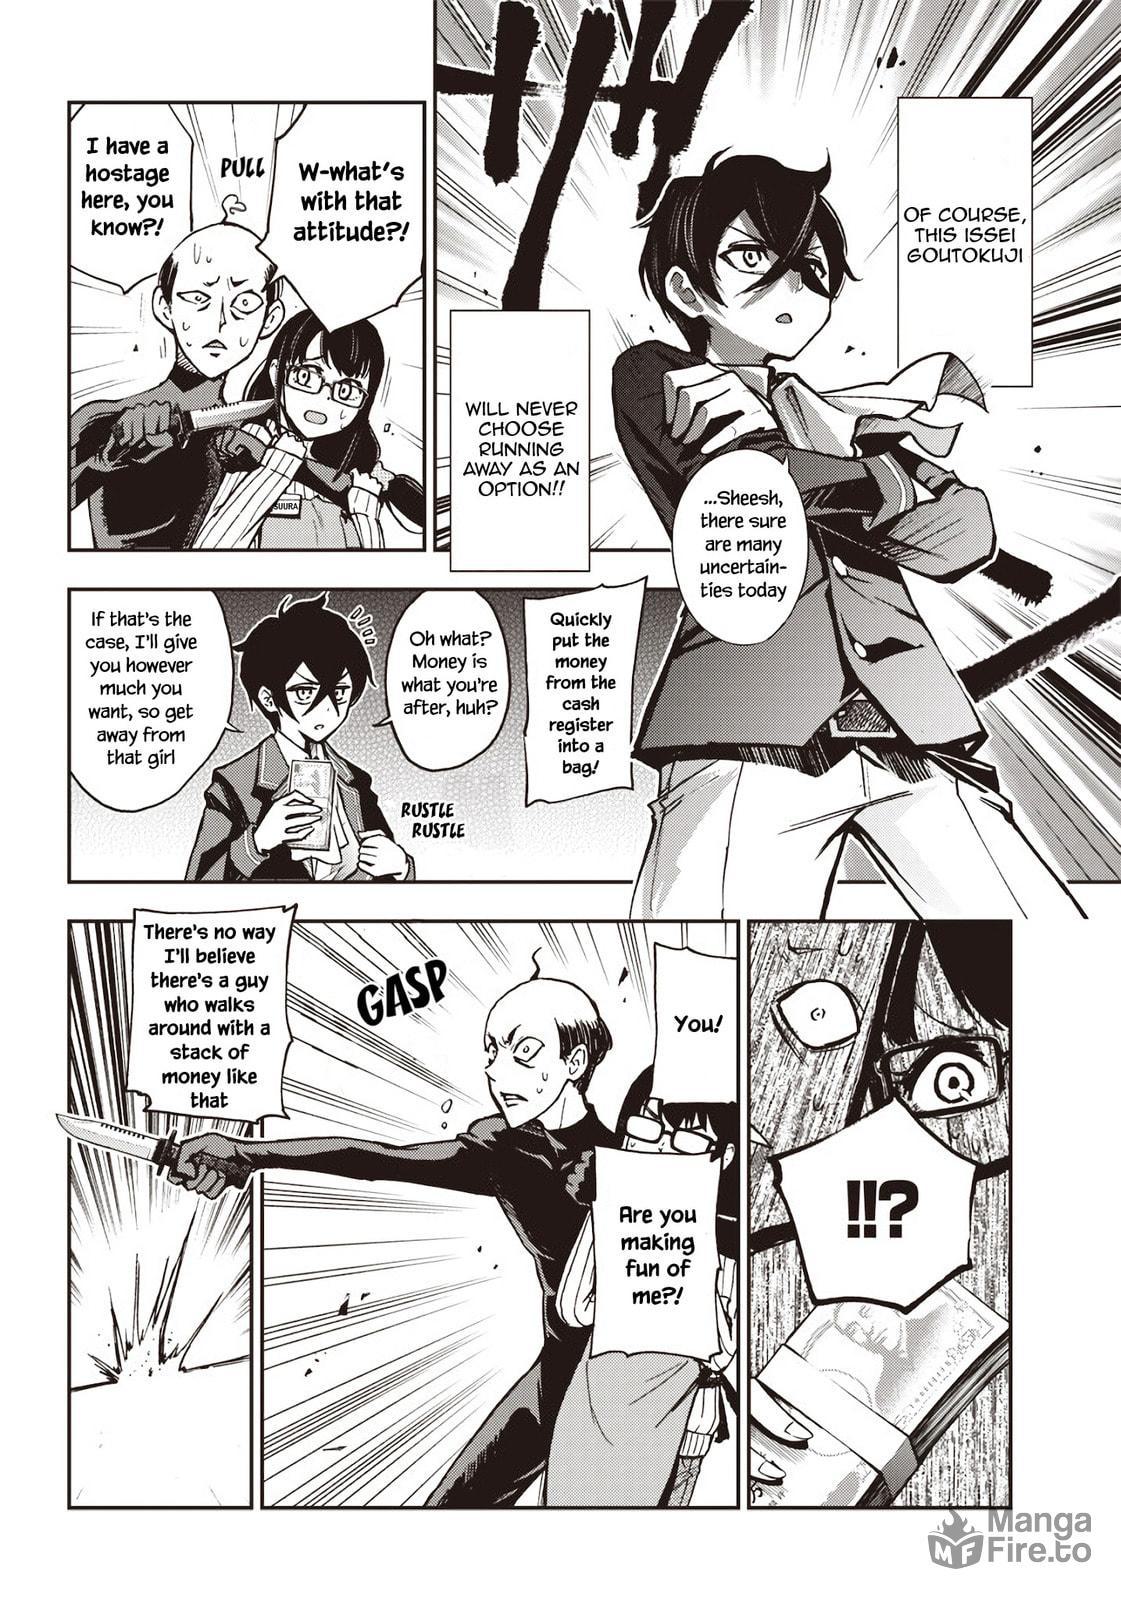 OF COURSE,
THIS ISSEI
GOUTOKUJI
WILL NEVER
CHOOSE
RUNNING
AWAY AS AN
OPTION!!
...Sheesh,
there sure
are many
uncertain-
ties today
W-what's
with that
attitude?!
PULL
I have a
hostage
here, you
know?!
SUURA
Quickly
put the
money
from the
cash
register
into a
bag!
Oh what?
Money is
what you're
after, huh?
RUSTLE
RUSTLE
If that's the
case, I'll give
you however
much you
want, so get
away from
that girl
!!?
You!
Are you
making
fun of
me?!
GASP
There's no way
I'll believe
there's a guy
who walks
around with a
stack of
money like
that
Manga
Fire.to
MF